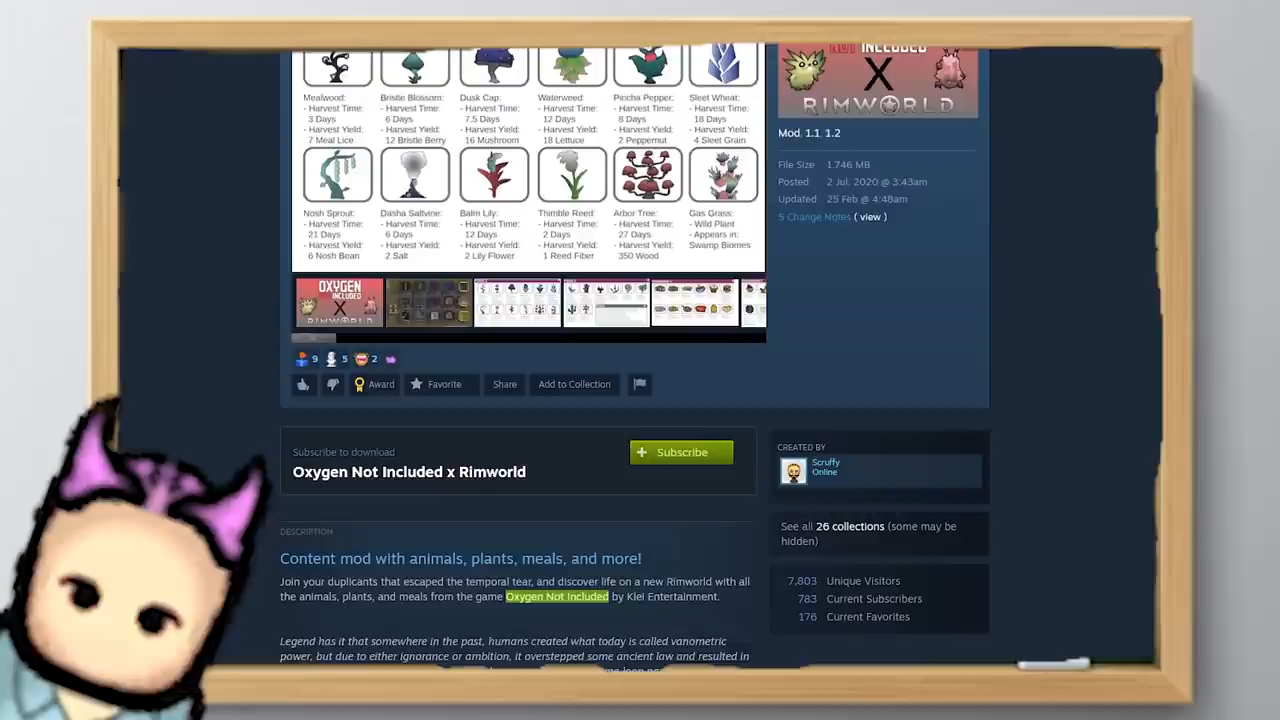 NOT INCLUDED
X
RIMWORLD
Mealwood:
- Harvest Time:
3 Days
- Harvest Yield:
7 Meal Lice
Bristle Blossom:
- Harvest Time:
6 Days
- Harvest Yield:
12 Bristle Berry
Dusk Cap:
- Harvest Time:
7.5 Days
- Harvest Yield:
16 Mushroom
Waterweed:
- Harvest Time:
12 Days
- Harvest Yield:
18 Lettuce
Pincha Pepper:
- Harvest Time:
8 Days
- Harvest Yield:
2 Peppernut
Sleet Wheat:
- Harvest Time:
18 Days
- Harvest Yield:
4 Sleet Grain
Nosh Sprout:
- Harvest Time:
21 Days
- Harvest Yield:
6 Nosh Bean
Dasha Saltvine:
- Harvest Time:
6 Days
- Harvest Yield:
2 Salt
Balm Lily:
- Harvest Time:
12 Days
- Harvest Yield:
2 Lily Flower
Thimble Reed:
- Harvest Time:
2 Days
- Harvest Yield:
1 Reed Fiber
Arbor Tree:
- Harvest Time:
27 Days
- Harvest Yield:
350 Wood
Gas Grass:
- Wild Plant
- Appears in:
Swamp Biomes
Mod, 1.1, 1.2
File Size 1.746 MB
Posted 2 Jul, 2020 @ 3:43am
Updated 25 Feb @ 4:48am
5 Change Notes ( view )
OXYGEN
INCLUDED
X
RIMWORLD
9 5 2
Award Favorite Share Add to Collection
Subscribe to download
Oxygen Not Included x Rimworld
Subscribe
CREATED BY
Scruffy
Online
See all 26 collections (some may be
hidden)
7,803 Unique Visitors
783 Current Subscribers
176 Current Favorites
DESCRIPTION
Content mod with animals, plants, meals, and more!
Join your duplicants that escaped the temporal tear, and discover life on a new Rimworld with all
the animals, plants, and meals from the game Oxygen Not Included by Klei Entertainment.
Legend has it that somewhere in the past, humans created what today is called vanometric
power, but due to either ignorance or ambition, it overstepped some ancient law and resulted in